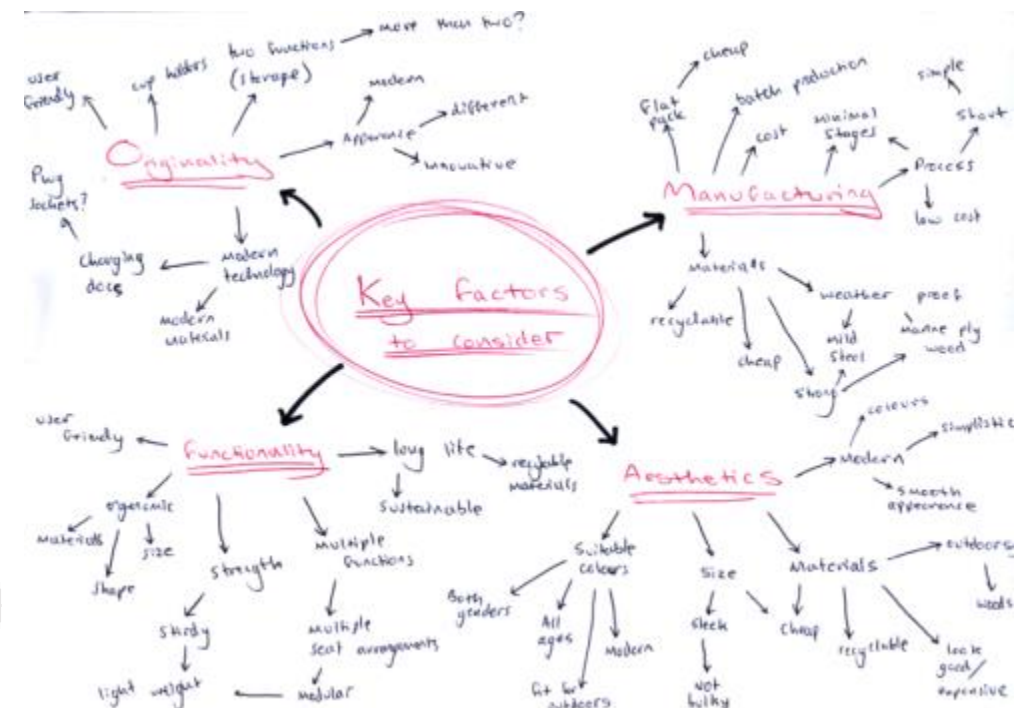 more than two?
two functions
(storage)
cup holders
user
friendly
modern
different
Apparence
innovative
Originality
Plug
sockets?
Charging
docs
modern
technology
modern
materials
cheap
flat
pack
batch production
cost
minimal
stages
simple
short
Process
low cost
Manufacturing
materials
recyclable
cheap
weather proof
mild
steel
marine ply
wood
strong
Key factors
to consider
user
friendly
functionality
long life
recyclable
materials
sustainable
materials
size
shape
strength
multiple
functions
sturdy
multiple
seat arrangments
light weight
modular
Aesthetics
colours
simplistic
modern
smooth
appearence
Suitable
colours
Both
genders
All
ages
fit for
outdoors
modern
size
sleek
not
bulky
cheap
Materials
outdoors
woods
recyclable
look
good/
expensive